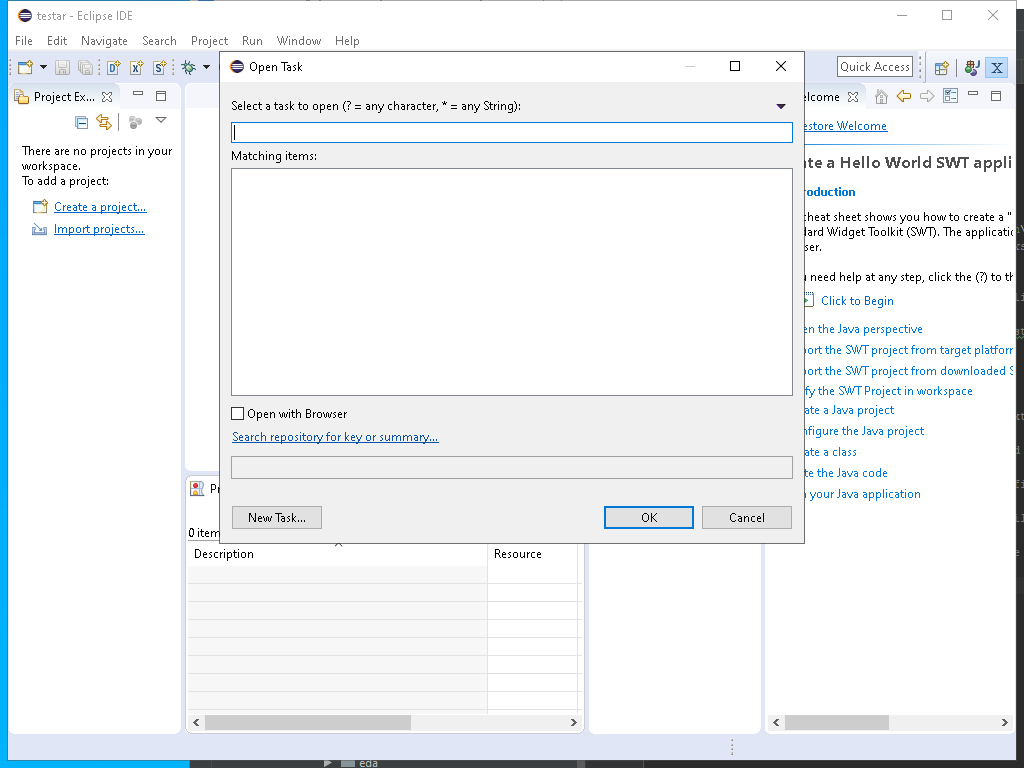 testar - Eclipse IDE
File Edit Navigate Search Project Run Window Help
Quick Access
Project Ex...
There are no projects in your
workspace.
To add a project:
Create a project...
Import projects...
Open Task
Select a task to open (? = any character, * = any String):
Matching items:
Open with Browser
Search repository for key or summary...
New Task...
OK
Cancel
0 item
Description
Resource
elcome
estore Welcome
te a Hello World SWT appli
roduction
cheat sheet shows you how to create a "
dard Widget Toolkit (SWT). The applicatio
ser.
u need help at any step, click the (?) to th
Click to Begin
en the Java perspective
port the SWT project from target platform
port the SWT project from downloaded S
fy the SWT Project in workspace
ate a Java project
nfigure the Java project
ate a class
te the Java code
n your Java application
eda